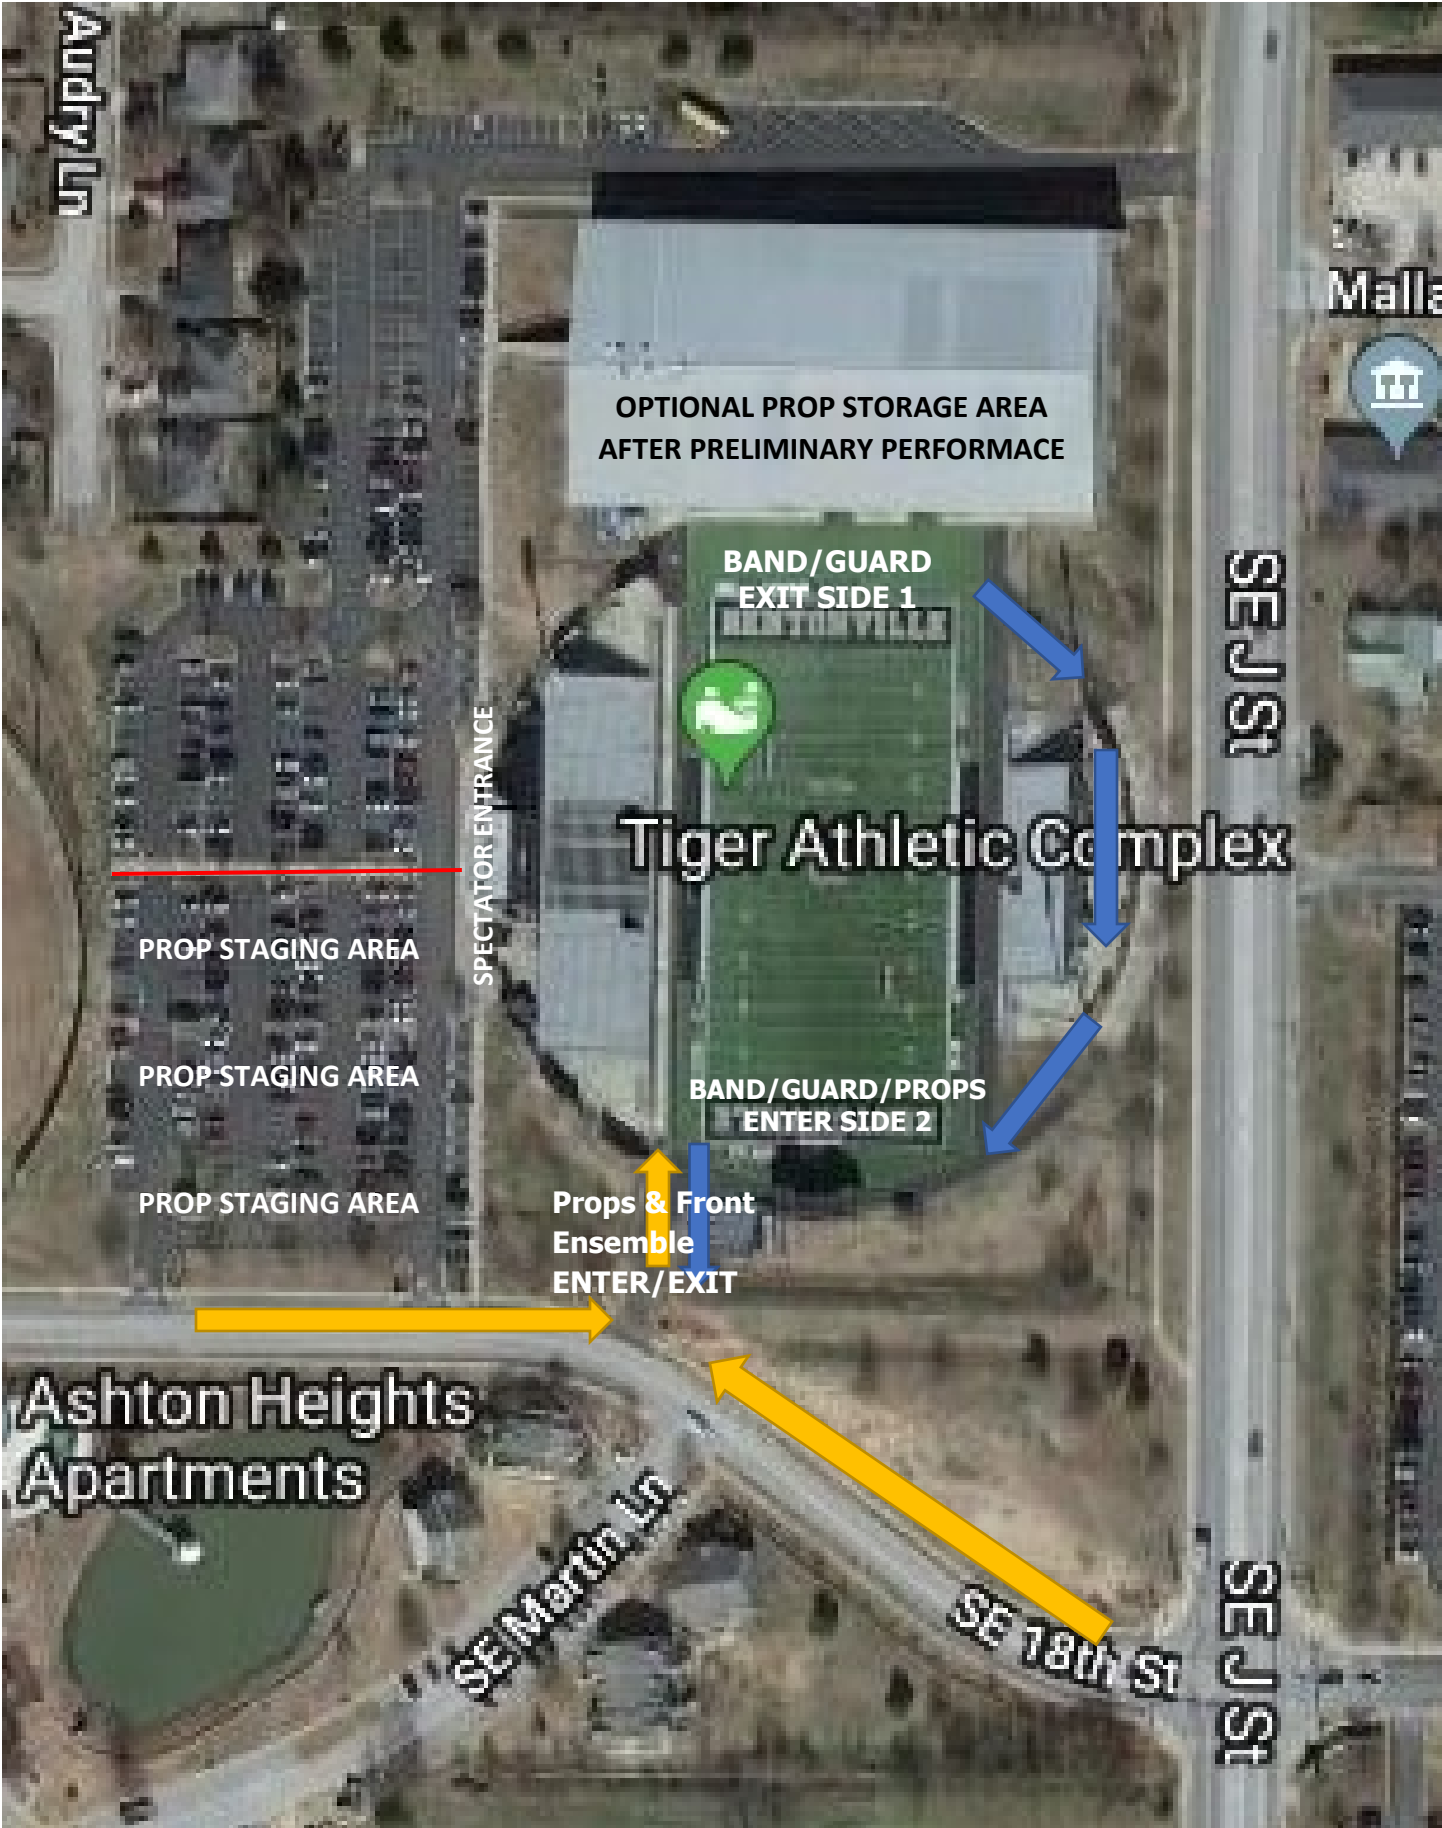 Audry Ln
Malla
OPTIONAL PROP STORAGE AREA
AFTER PRELIMINARY PERFORMACE
BAND/GUARD
EXIT SIDE 1
BENTONVILLE
SE J St
SPECTATOR ENTRANCE
Tiger Athletic Complex
PROP STAGING AREA
PROP STAGING AREA
BAND/GUARD/PROPS
ENTER SIDE 2
PROP STAGING AREA
Props & Front
Ensemble
ENTER/EXIT
Ashton Heights
Apartments
SE Martin Ln
SE 18th St
SE J St